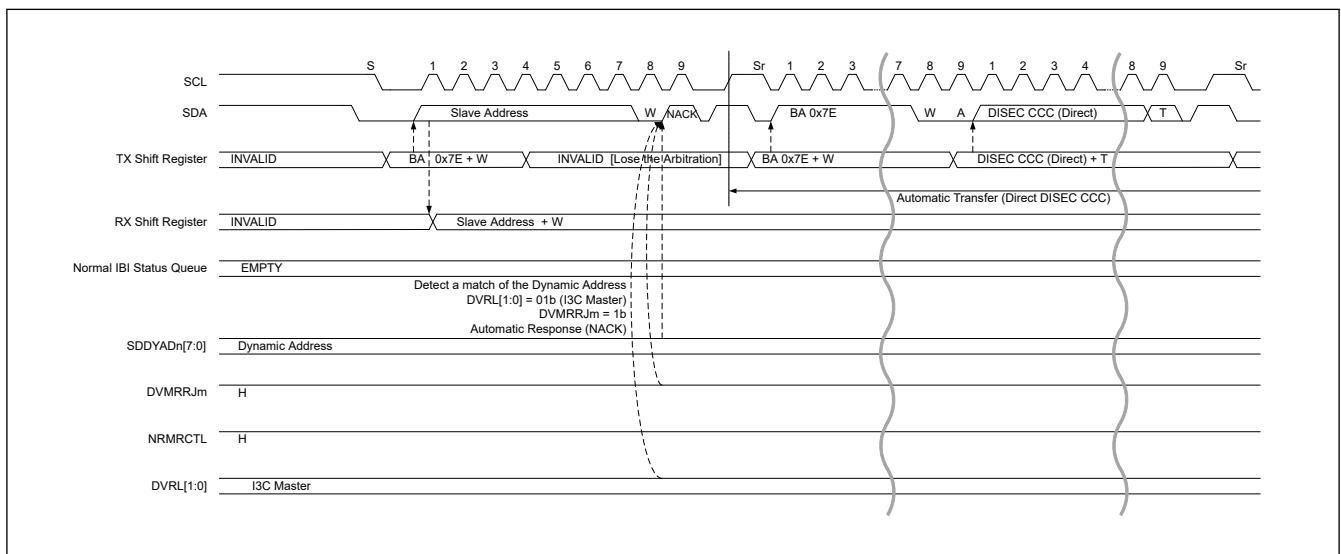 S 1 2 3 4 5 6 7 8 9 Sr 1 2 3 7 8 9 1 2 3 4 8 9 Sr
SCL
SDA Slave Address W NACK BA 0x7E W A DISEC CCC (Direct) T
TX Shift Register INVALID BA 0x7E + W INVALID [Lose the Arbitration] BA 0x7E + W DISEC CCC (Direct) + T
Automatic Transfer (Direct DISEC CCC)
RX Shift Register INVALID Slave Address + W
Normal IBI Status Queue EMPTY
Detect a match of the Dynamic Address
DVRL[1:0] = 01b (I3C Master)
DVMRRJm = 1b
Automatic Response (NACK)
SDDYADn[7:0] Dynamic Address
DVMRRJm H
NRMRCTL H
DVRL[1:0] I3C Master